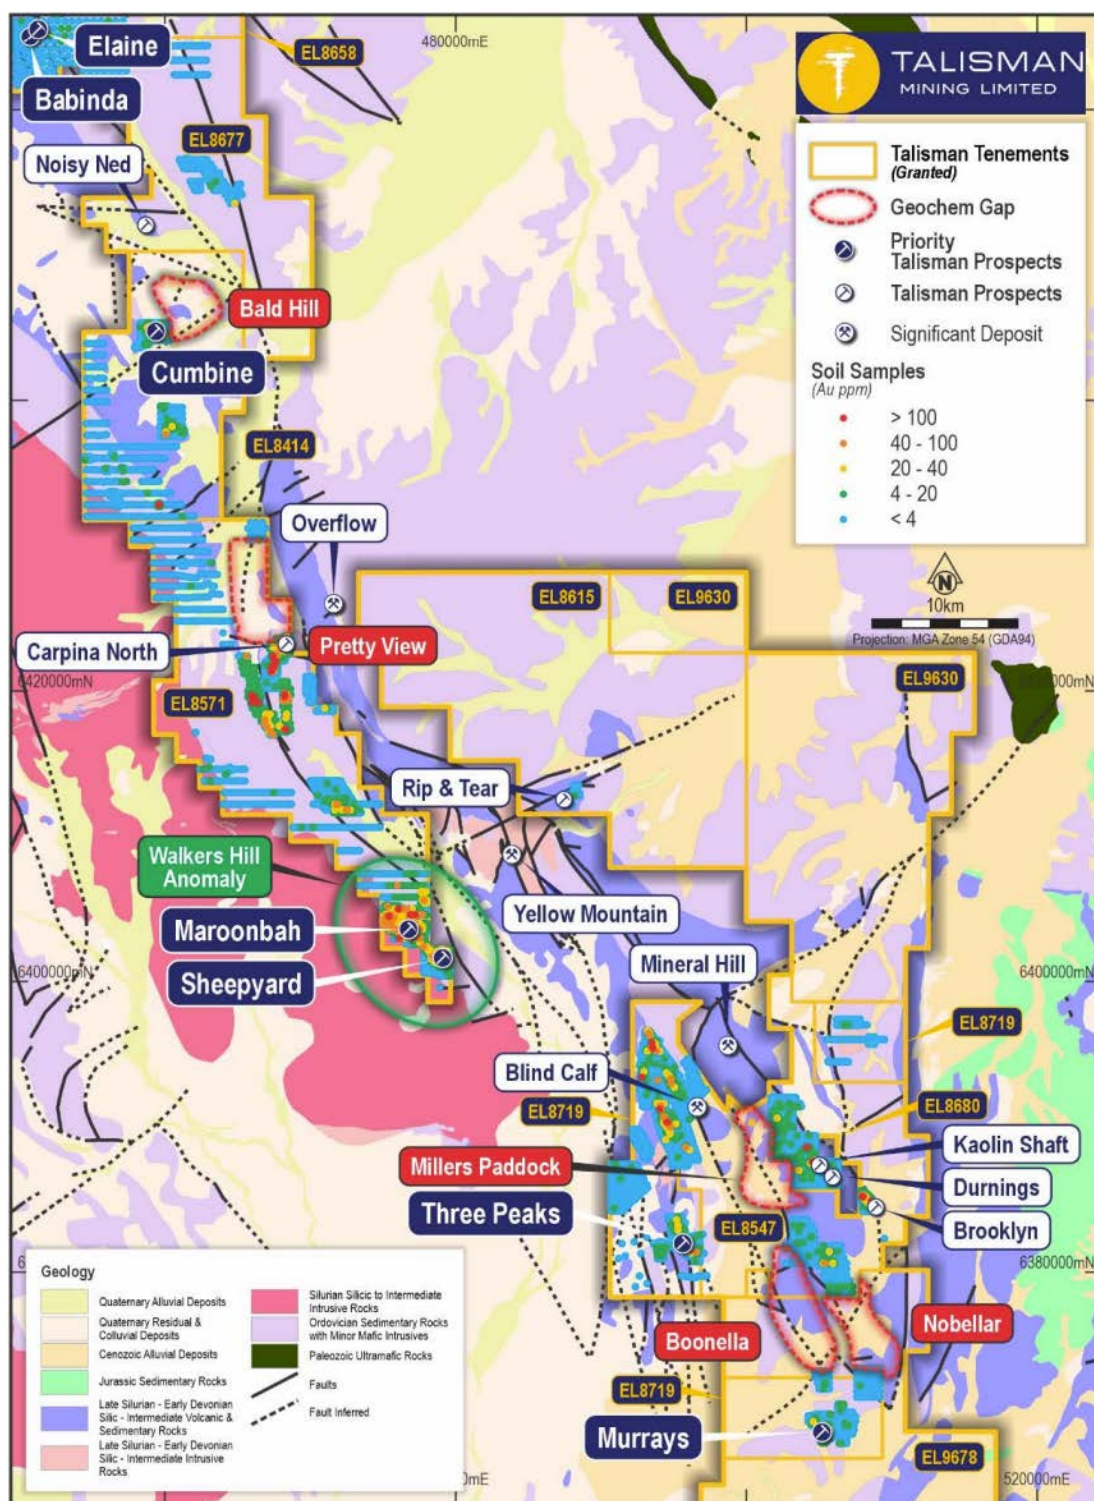 Elaine
EL8658
480000mE
TALISMAN
MINING LIMITED
Babinda
EL8677
Noisy Ned
Talisman Tenements
(Granted)
Geochem Gap
Priority
Talisman Prospects
Talisman Prospects
Significant Deposit
Soil Samples
(Au ppm)
> 100
40 - 100
20 - 40
4 - 20
< 4
Bald Hill
Cumbine
EL8414
Overflow
N
10km
Projection: MGA Zone 54 (GDA94)
EL8615
EL9630
Carpina North
Pretty View
6420000mN
EL9630
EL8571
Rip & Tear
Walkers Hill
Anomaly
Yellow Mountain
Maroonbah
Mineral Hill
Sheepyard
6400000mN
6400000mN
EL8719
Blind Calf
EL8719
EL8680
Kaolin Shaft
Millers Paddock
Durnings
Three Peaks
EL8547
Brooklyn
6380000mN
Nobellar
Boonella
EL8719
Murrays
EL9678
520000mE
Geology
Quaternary Alluvial Deposits
Quaternary Residual &
Colluvial Deposits
Cenozoic Alluvial Deposits
Jurassic Sedimentary Rocks
Late Silurian - Early Devonian
Silic - Intermediate Volcanic &
Sedimentary Rocks
Late Silurian - Early Devonian
Silic - Intermediate Intrusive
Rocks
Silurian Silicic to Intermediate
Intrusive Rocks
Ordovician Sedimentary Rocks
with Minor Mafic Intrusives
Paleozoic Ultramafic Rocks
Faults
Fault Inferred